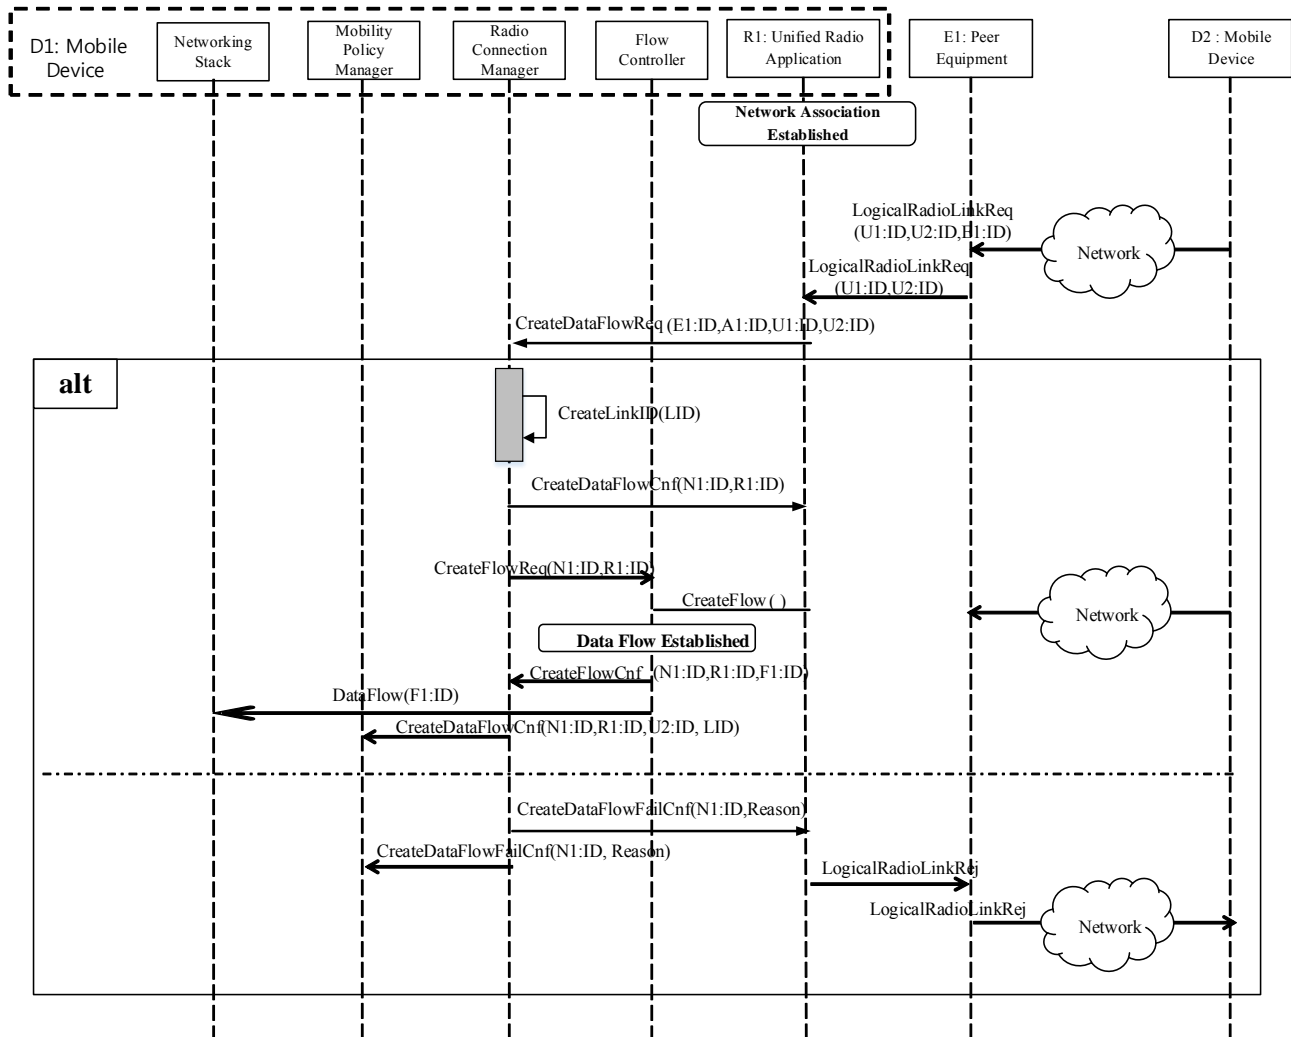 D1: Mobile
Device
Networking
Stack
Mobility
Policy
Manager
Radio
Connection
Manager
Flow
Controller
R1: Unified Radio
Application
E1: Peer
Equipment
D2 : Mobile
Device
Network Association
Established
LogicalRadioLinkReq
(U1:ID,U2:ID,E1:ID)
Network
LogicalRadioLinkReq
(U1:ID,U2:ID)
CreateDataFlowReq (E1:ID,A1:ID,U1:ID,U2:ID)
alt
CreateLinkID(LID)
CreateDataFlowCnf(N1:ID,R1:ID)
CreateFlowReq(N1:ID,R1:ID)
CreateFlow ( )
Network
Data Flow Established
CreateFlowCnf (N1:ID,R1:ID,F1:ID)
DataFlow(F1:ID)
CreateDataFlowCnf(N1:ID,R1:ID,U2:ID, LID)
CreateDataFlowFailCnf(N1:ID,Reason)
CreateDataFlowFailCnf(N1:ID, Reason)
LogicalRadioLinkRej
LogicalRadioLinkRej
Network